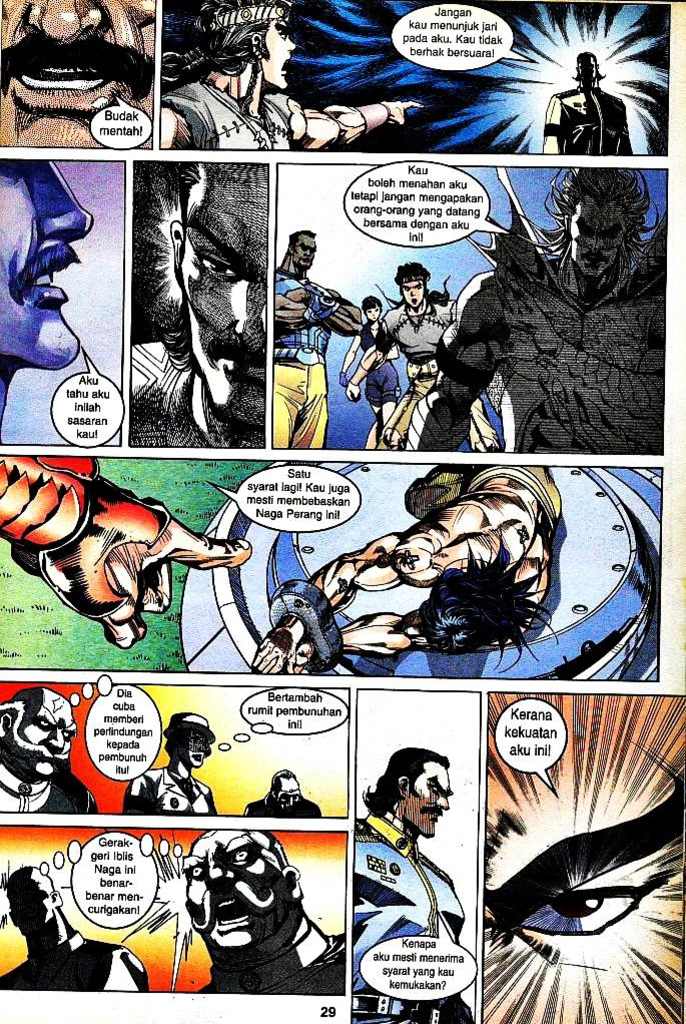 Budak
mentah!
Jangan
kau menunjuk jari
pada aku. Kau tidak
berhak bersuara!
Aku
tahu aku
inilah
sasaran
kau!
Kau
boleh menahan aku
tetapi jangan mengapakan
orang-orang yang datang
bersama dengan aku
ini!
Satu
syarat lagi! Kau juga
mesti membebaskan
Naga Perang ini!
Dia
cuba
memberi
perlindungan
kepada
pembunuh
itu!
Bertambah
rumit pembunuhan
ini!
Gerak-
geri Iblis
Naga ini
benar-
benar men-
curigakan!
Kenapa
aku mesti menerima
syarat yang kau
kemukakan?
Kerana
kekuatan
aku ini!
29